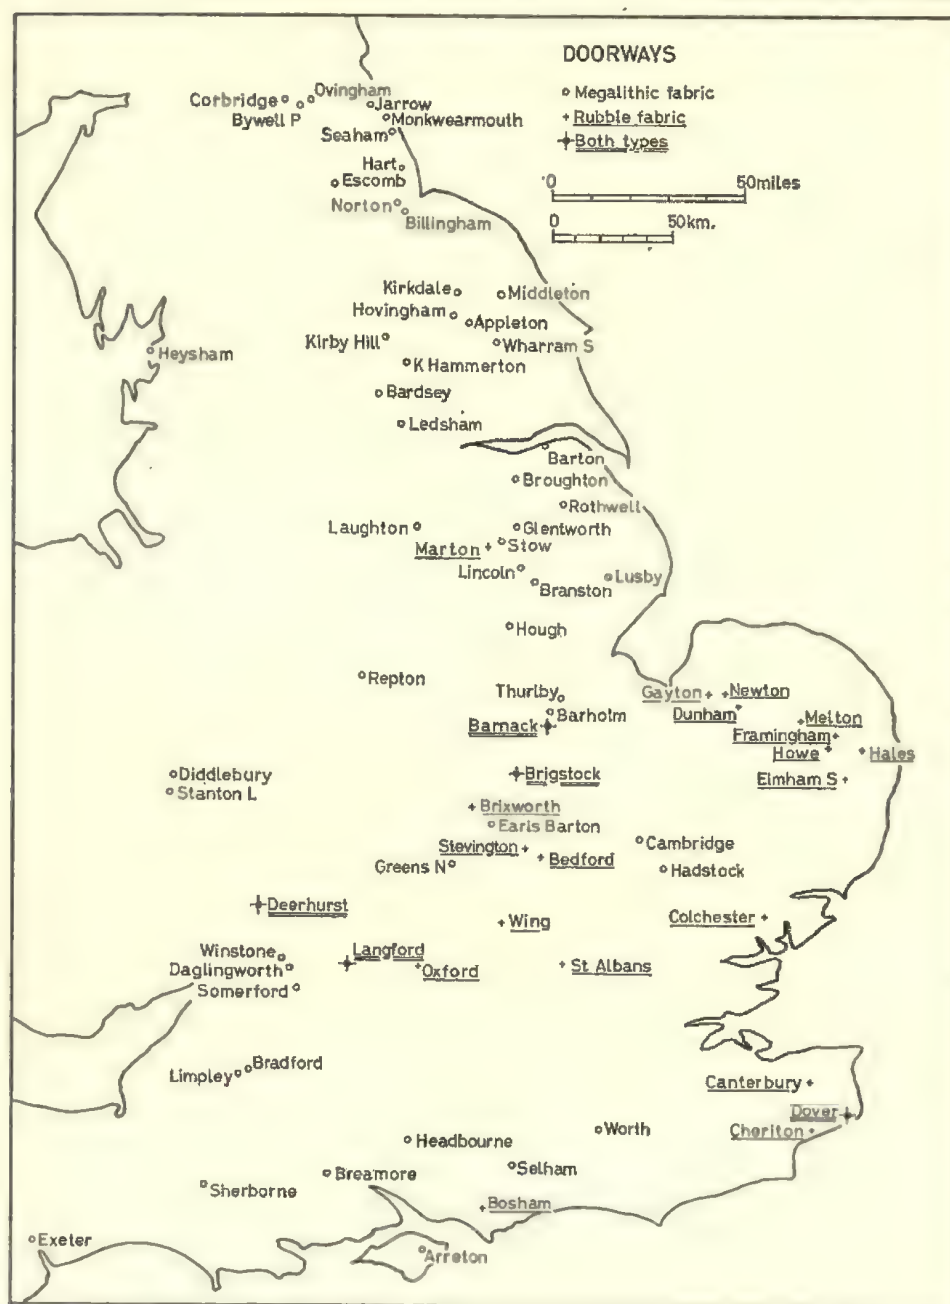 DOORWAYS
Megalithic fabric
Rubble fabric
Both types
0 50miles
0 50km.
Ovingham
Corbridge
Bywell P
Jarrow
Monkwearmouth
Seaham
Hart
Escomb
Norton
Billingham
Kirkdale
Middleton
Hovingham
Appleton
Kirby Hill
Wharram S
Heysham
K Hammerton
Bardsey
Ledsham
Barton
Broughton
Rothwell
Laughton
Glentworth
Marton
Stow
Lincoln
Lusby
Branston
Hough
Repton
Thurlby
Gayton
Newton
Barholm
Dunham
Melton
Barnack
Framingham
Howe
Hales
Diddlebury
Brigstock
Elmham S
Stanton L
Brixworth
Earls Barton
Cambridge
Stevington
Bedford
Greens N
Hadstock
Deerhurst
Wing
Colchester
Winstone
Langford
Daglingworth
Oxford
St Albans
Somerford
Bradford
Limpley
Canterbury
Dover
Worth
Cheriton
Headbourne
Selham
Breamore
Sherborne
Bosham
Exeter
Arreton